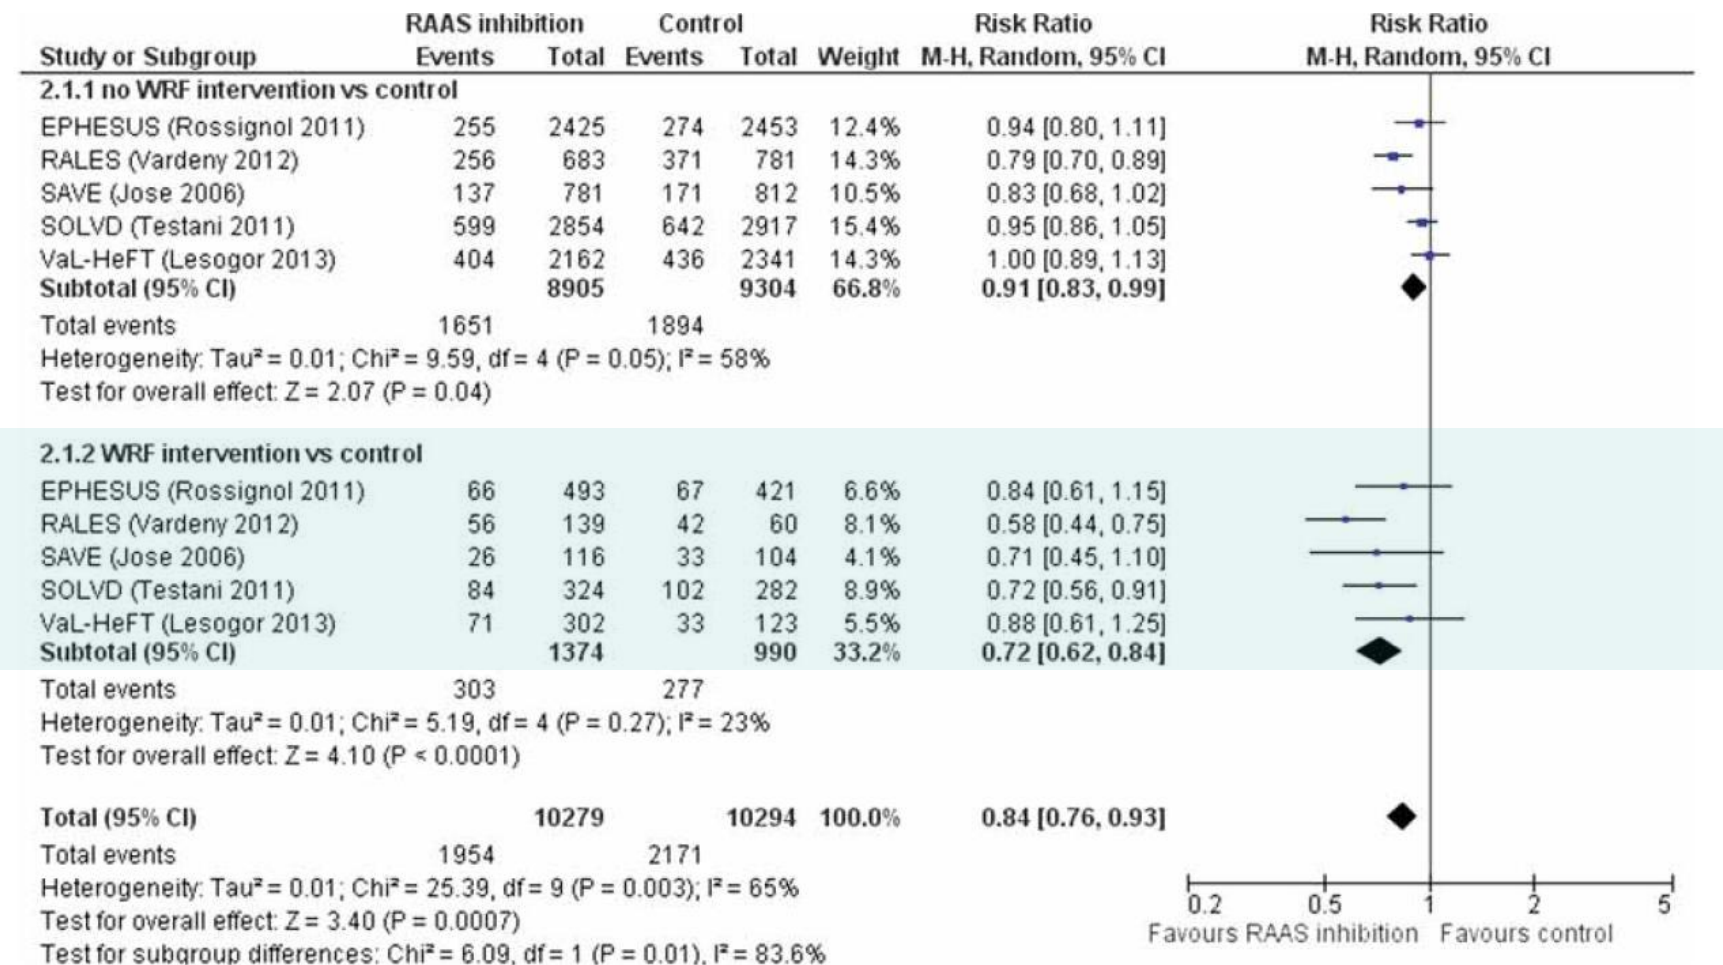 RAAS inhibition Control Risk Ratio Risk Ratio
Study or Subgroup Events Total Events Total Weight M-H, Random, 95% CI M-H, Random, 95% CI
2.1.1 no WRF intervention vs control
EPHESUS (Rossignol 2011) 255 2425 274 2453 12.4% 0.94 [0.80, 1.11]
RALES (Vardeny 2012) 256 683 371 781 14.3% 0.79 [0.70, 0.89]
SAVE (Jose 2006) 137 781 171 812 10.5% 0.83 [0.68, 1.02]
SOLVD (Testani 2011) 599 2854 642 2917 15.4% 0.95 [0.86, 1.05]
VaL-HeFT (Lesogor 2013) 404 2162 436 2341 14.3% 1.00 [0.89, 1.13]
Subtotal (95% CI) 8905 9304 66.8% 0.91 [0.83, 0.99]
Total events 1651 1894
Heterogeneity: Tau² = 0.01; Chi² = 9.59, df = 4 (P = 0.05); I² = 58%
Test for overall effect: Z = 2.07 (P = 0.04)
2.1.2 WRF intervention vs control
EPHESUS (Rossignol 2011) 66 493 67 421 6.6% 0.84 [0.61, 1.15]
RALES (Vardeny 2012) 56 139 42 60 8.1% 0.58 [0.44, 0.75]
SAVE (Jose 2006) 26 116 33 104 4.1% 0.71 [0.45, 1.10]
SOLVD (Testani 2011) 84 324 102 282 8.9% 0.72 [0.56, 0.91]
VaL-HeFT (Lesogor 2013) 71 302 33 123 5.5% 0.88 [0.61, 1.25]
Subtotal (95% CI) 1374 990 33.2% 0.72 [0.62, 0.84]
Total events 303 277
Heterogeneity: Tau² = 0.01; Chi² = 5.19, df = 4 (P = 0.27); I² = 23%
Test for overall effect: Z = 4.10 (P < 0.0001)
Total (95% CI) 10279 10294 100.0% 0.84 [0.76, 0.93]
Total events 1954 2171
Heterogeneity: Tau² = 0.01; Chi² = 25.39, df = 9 (P = 0.003); I² = 65%
Test for overall effect: Z = 3.40 (P = 0.0007)
Test for subgroup differences: Chi² = 6.09, df = 1 (P = 0.01), I² = 83.6%
0.2 0.5 1 2 5
Favours RAAS inhibition Favours control